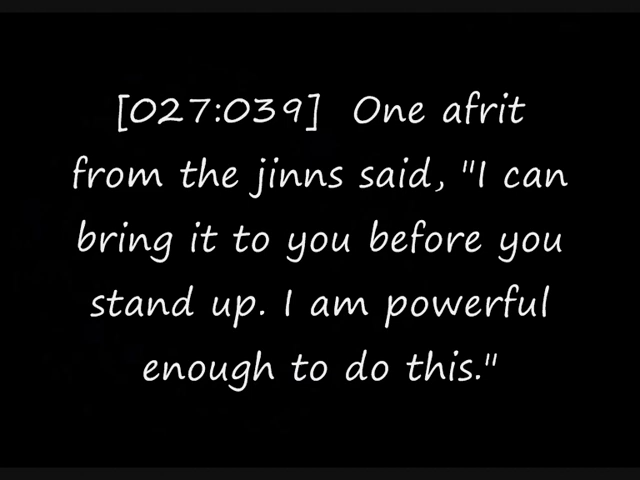 [027:039] One afrit
from the jinns said, "I can
bring it to you before you
stand up. I am powerful
enough to do this."